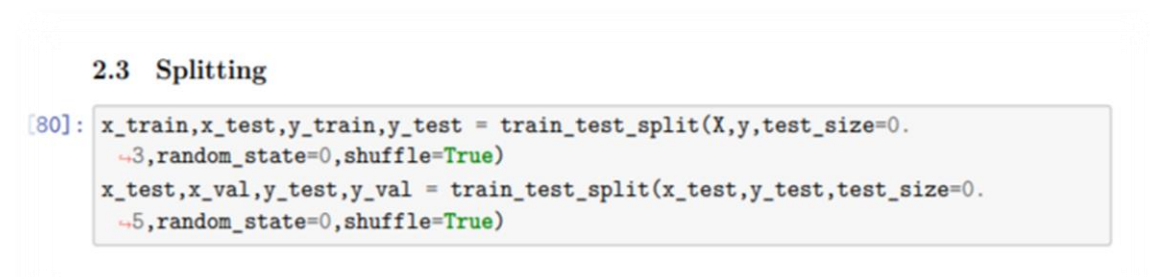 2.3 Splitting
[80]: x_train,x_test,y_train,y_test = train_test_split(X,y,test_size=0.
↪3,random_state=0,shuffle=True)
x_test,x_val,y_test,y_val = train_test_split(x_test,y_test,test_size=0.
↪5,random_state=0,shuffle=True)